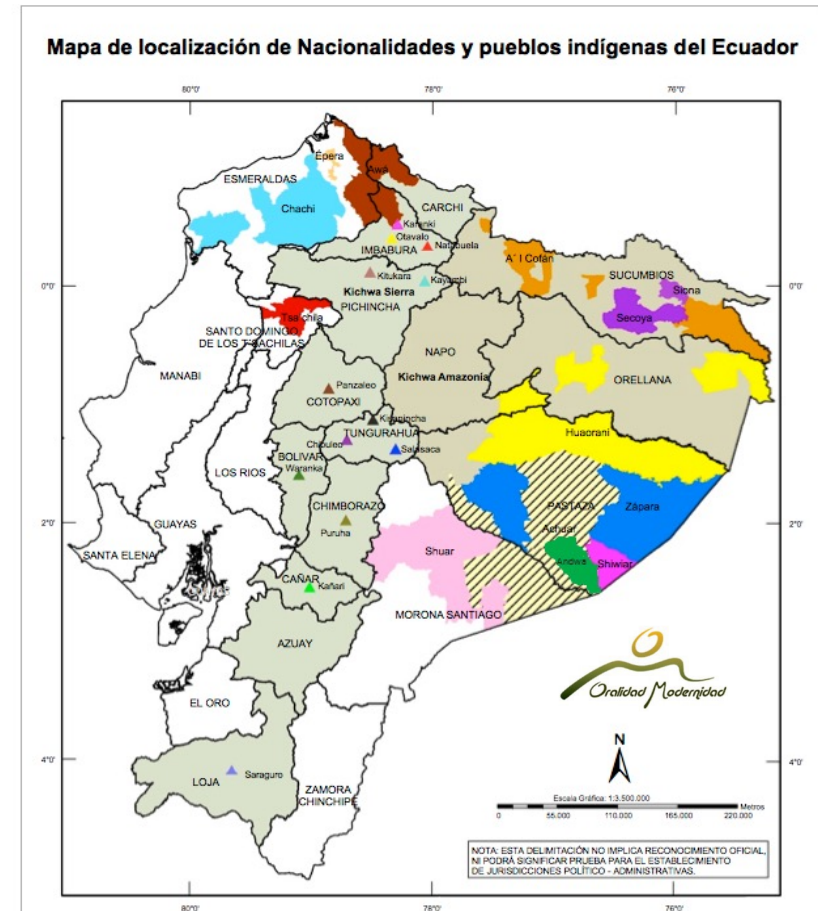 Mapa de localización de Nacionalidades y pueblos indígenas del Ecuador
80°0'
78°0'
76°0'
Épera
Awá
ESMERALDAS
Chachi
CARCHI
Karanki
Otavalo
Natabuela
IMBABURA
A´I Cofán
Kitukara
Kayambi
SUCUMBIOS
0°0'
0°0'
Siona
Kichwa Sierra
PICHINCHA
Secoya
Tsa'chila
SANTO DOMINGO
DE LOS TSACHILAS
NAPO
MANABI
Kichwa Amazonia
ORELLANA
Panzaleo
COTOPAXI
Kisapincha
TUNGURAHUA
Chibuleo
Salasaca
Huaorani
BOLIVAR
Waranka
LOS RIOS
CHIMBORAZO
PASTAZA
Zápara
2°0'
2°0'
GUAYAS
Puruha
Achuar
SANTA ELENA
Shuar
Andwa
Shiwiar
CAÑAR
Kañari
MORONA SANTIAGO
AZUAY
Oralidad Modernidad
EL ORO
N
4°0'
4°0'
Saraguro
LOJA
ZAMORA
CHINCHIPE
Escala Gráfica: 1:3.500.000
Metros
0
55.000
110.000
165.000
220.000
NOTA: ESTA DELIMITACIÓN NO IMPLICA RECONOCIMIENTO OFICIAL,
NI PODRÁ SIGNIFICAR PRUEBA PARA EL ESTABLECIMIENTO
DE JURISDICCIONES POLÍTICO - ADMINISTRATIVAS.
80°0'
78°0'
76°0'